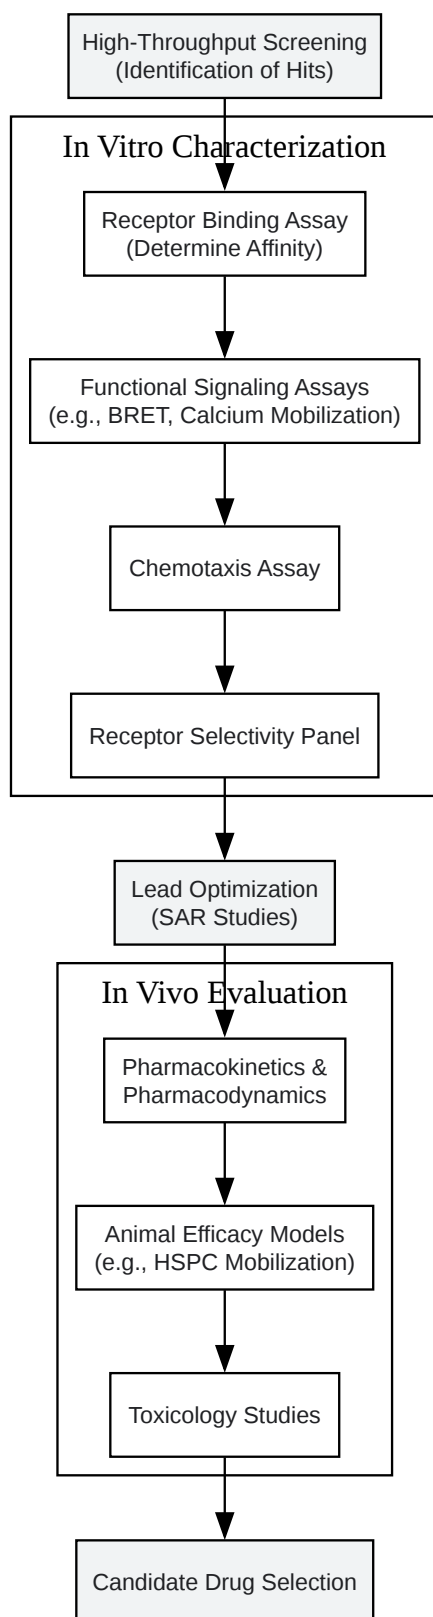 High-Throughput Screening
(Identification of Hits)
In Vitro Characterization
Receptor Binding Assay
(Determine Affinity)
Functional Signaling Assays
(e.g., BRET, Calcium Mobilization)
Chemotaxis Assay
Receptor Selectivity Panel
Lead Optimization
(SAR Studies)
In Vivo Evaluation
Pharmacokinetics &
Pharmacodynamics
Animal Efficacy Models
(e.g., HSPC Mobilization)
Toxicology Studies
Candidate Drug Selection